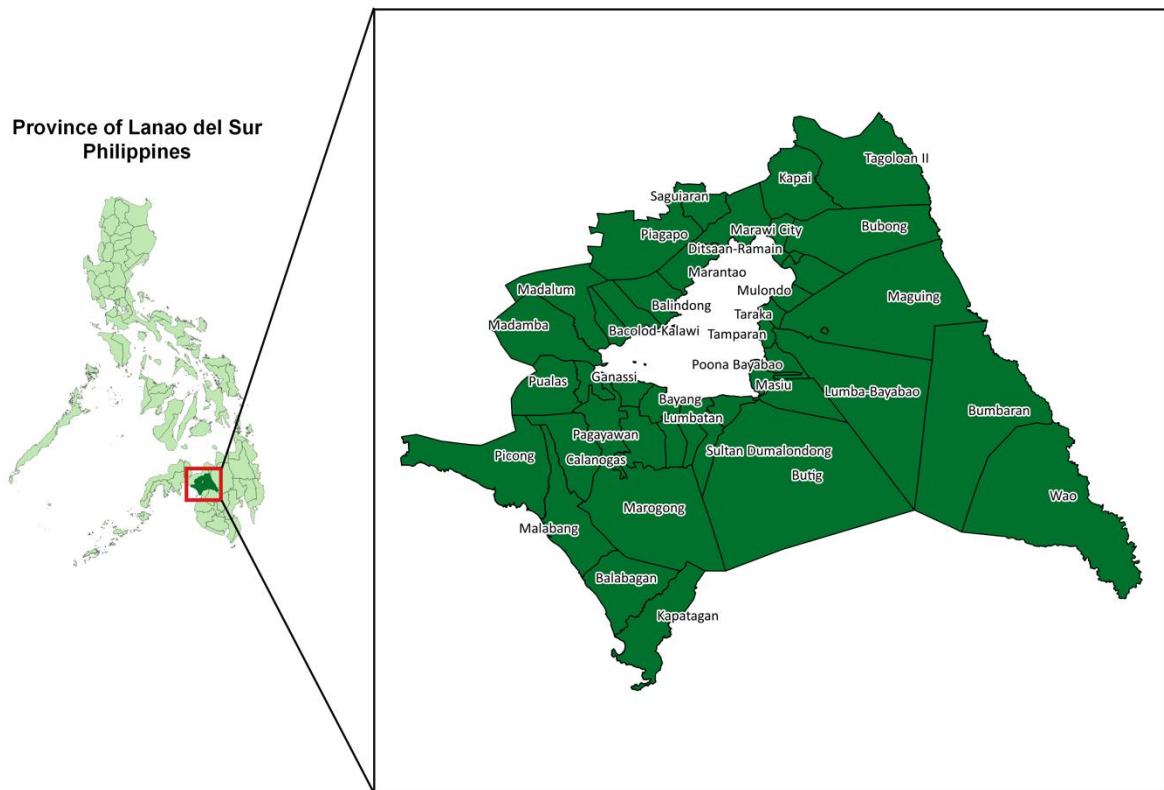 Province of Lanao del Sur
Philippines
Tagoloan II
Kapai
Saguiaran
Marawi City
Bubong
Piagapo
Ditsaan-Ramain
Marantao
Madalum
Mulondo
Maguing
Balindong
Taraka
Madamba
Bacolod-Kalawi
Tamparan
Poona Bayabao
Ganassi
Pualas
Masiu
Lumba-Bayabao
Bayang
Bumbaran
Lumbatan
Pagayawan
Sultan Dumalondong
Picong
Calanogas
Butig
Wao
Marogong
Malabang
Balabagan
Kapatagan